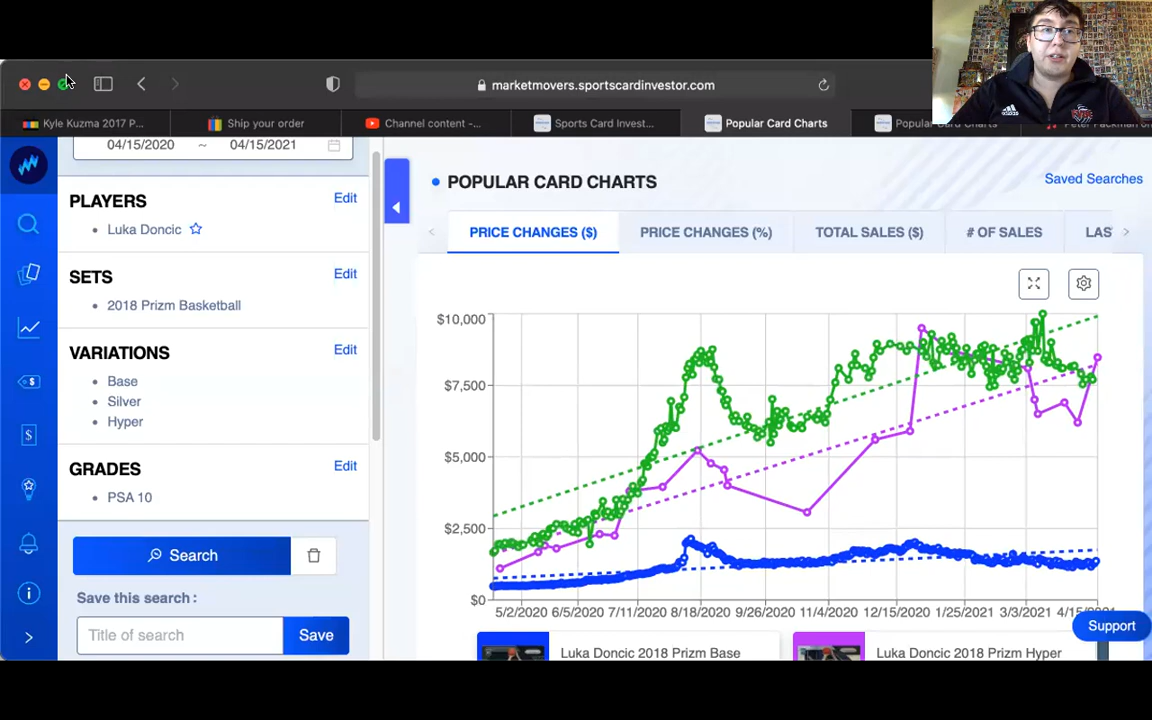 marketmovers.sportscardinvestor.com
Kyle Kuzma 2017 P...
Ship your order
Channel content -...
Sports Card Invest...
Popular Card Charts
04/15/2020 ~ 04/15/2021
PLAYERS Edit
Luka Doncic
SETS Edit
2018 Prizm Basketball
VARIATIONS Edit
Base
Silver
Hyper
GRADES Edit
PSA 10
Search
Save this search :
Title of search
Save
POPULAR CARD CHARTS
Saved Searches
PRICE CHANGES ($)
PRICE CHANGES (%)
TOTAL SALES ($)
# OF SALES
LAS
$10,000
$7,500
$5,000
$2,500
$0
5/2/2020 6/5/2020 7/11/2020 8/18/2020 9/26/2020 11/4/2020 12/15/2020 1/25/2021 3/3/2021 4/15/2021
Support
Luka Doncic 2018 Prizm Base
Luka Doncic 2018 Prizm Hyper